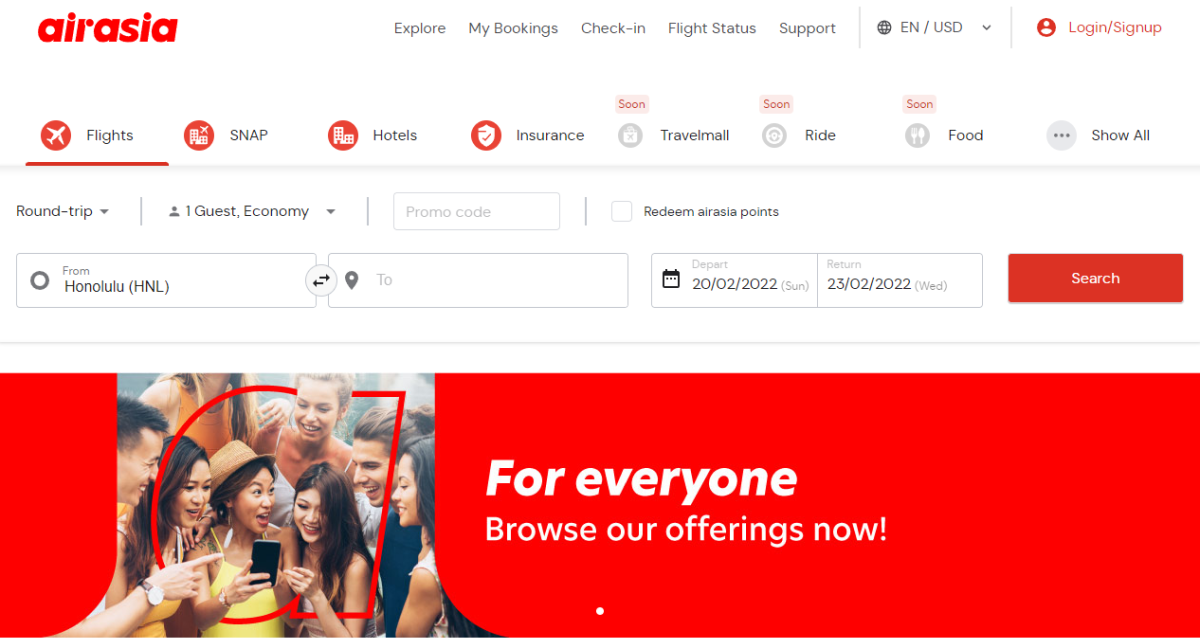 airasia
Explore My Bookings Check-in Flight Status Support EN / USD Login/Signup
Soon Soon Soon
Flights SNAP Hotels Insurance Travelmall Ride Food Show All
Round-trip 1 Guest, Economy Promo code Redeem airasia points
From Depart Return
Honolulu (HNL) To 20/02/2022 (Sun) 23/02/2022 (Wed) Search
For everyone
Browse our offerings now!